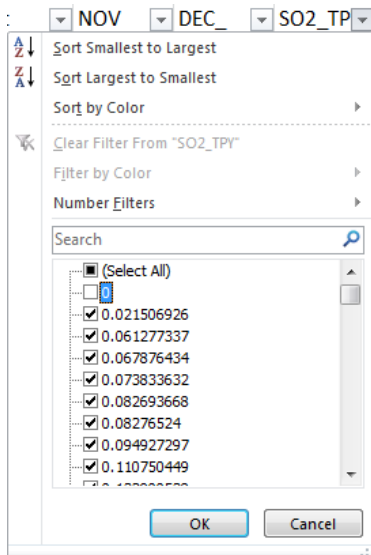 : NOV DEC_ SO2_TP
Sort Smallest to Largest
Sort Largest to Smallest
Sort by Color
Clear Filter From "SO2_TPY"
Filter by Color
Number Filters
Search
(Select All)
0
0.021506926
0.061277337
0.067876434
0.073833632
0.082693668
0.08276524
0.094927297
0.110750449
OK Cancel